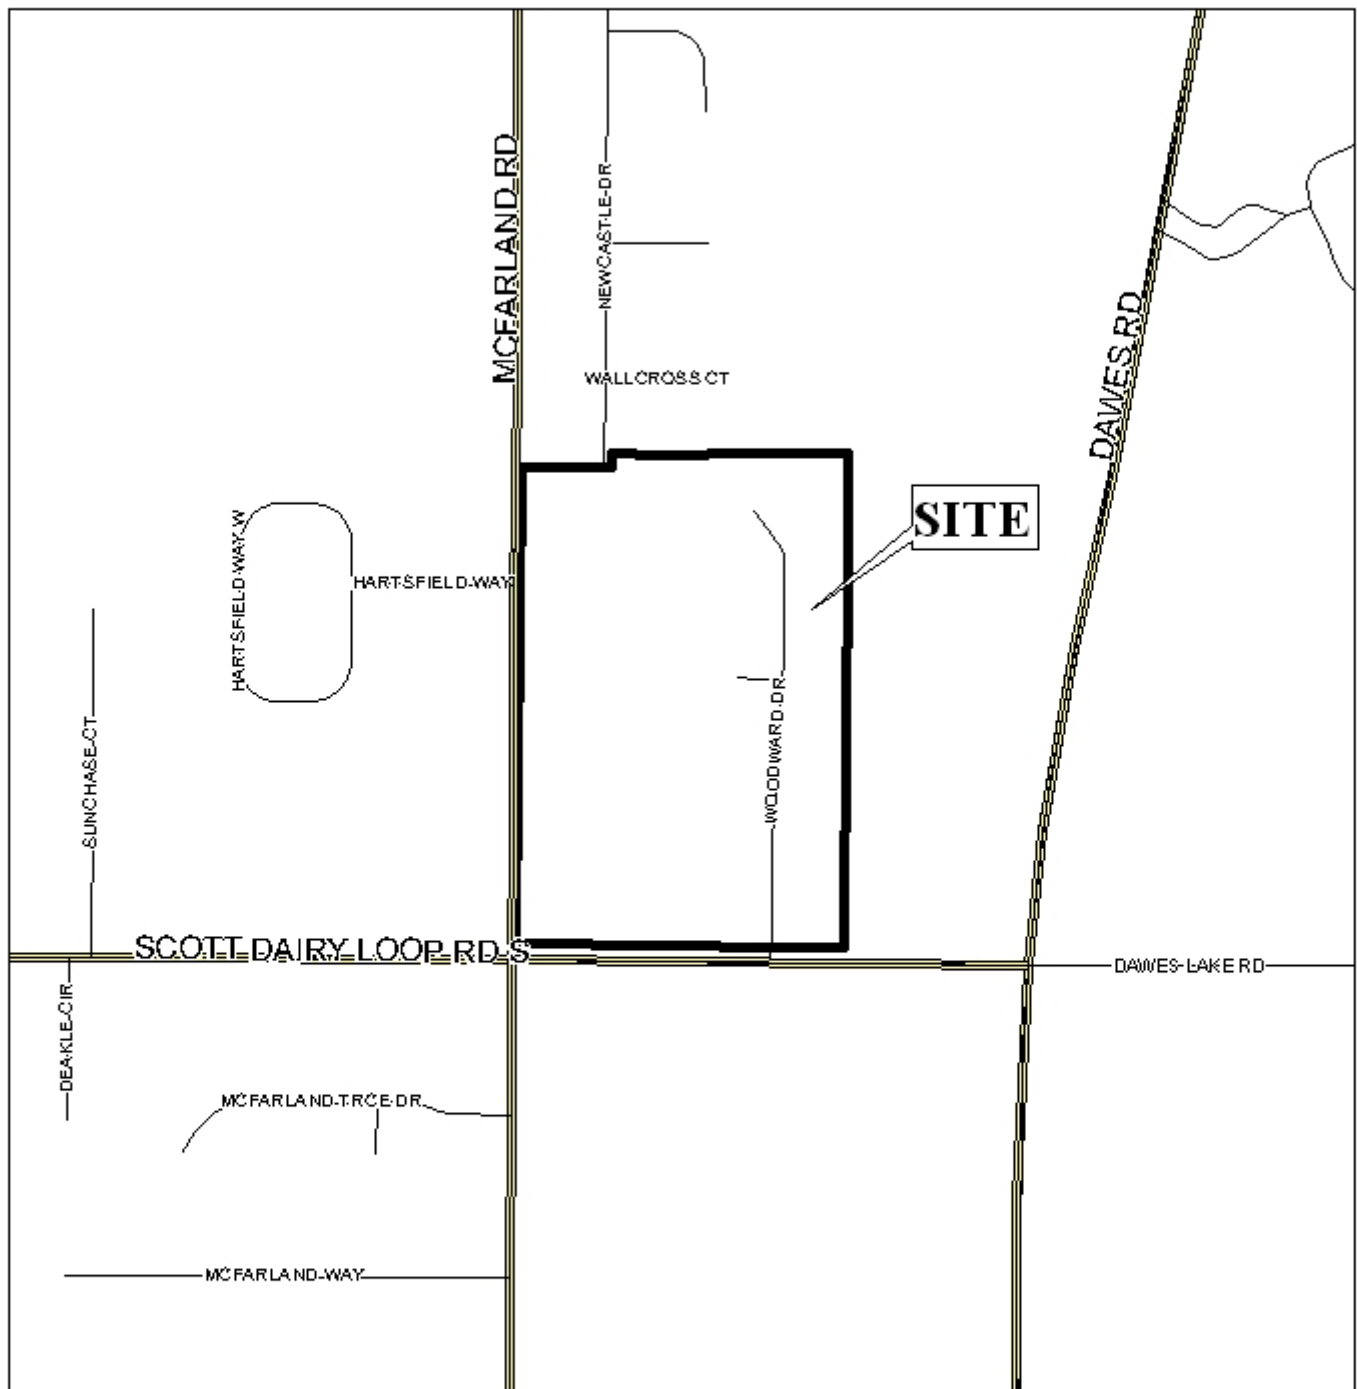 MCFARLAND RD
NEWCASTLE DR
WALLCROSS CT
DAWES RD
SITE
HARTSFIELD WAY W
HARTSFIELD WAY
SUNCHASE CT
WOODWARD DR
SCOTT DAIRY LOOP RD S
DAWES LAKE RD
DEAKLE CIR
MCFARLAND TRCE DR
MCFARLAND WAY